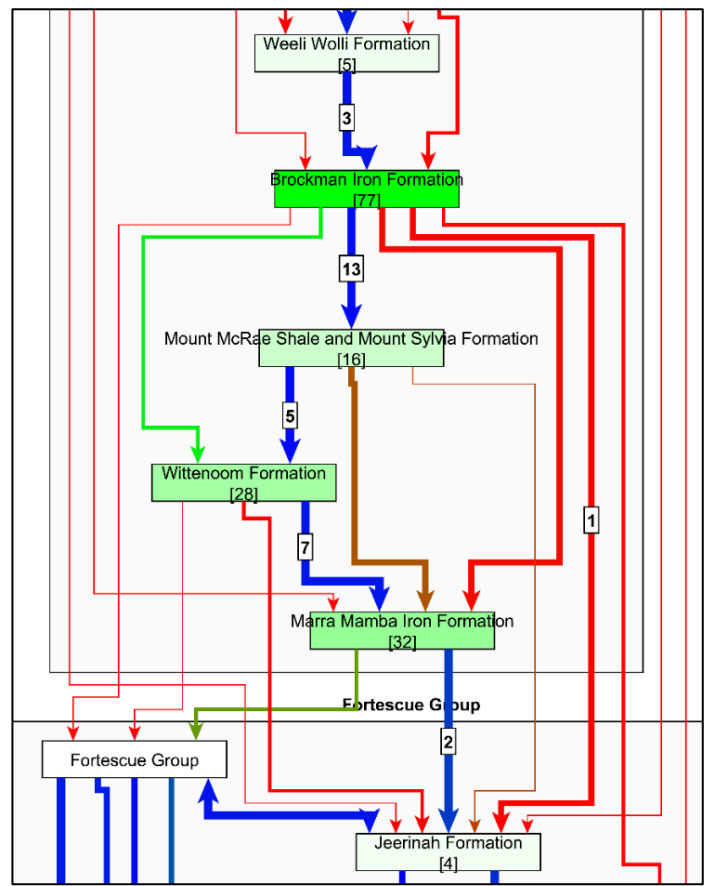 Weeli Wolli Formation
[5]
3
Brockman Iron Formation
[77]
13
Mount McRae Shale and Mount Sylvia Formation
[16]
5
Wittenoom Formation
[28]
1
7
Marra Mamba Iron Formation
[32]
Fortescue Group
2
Fortescue Group
Jeerinah Formation
[4]